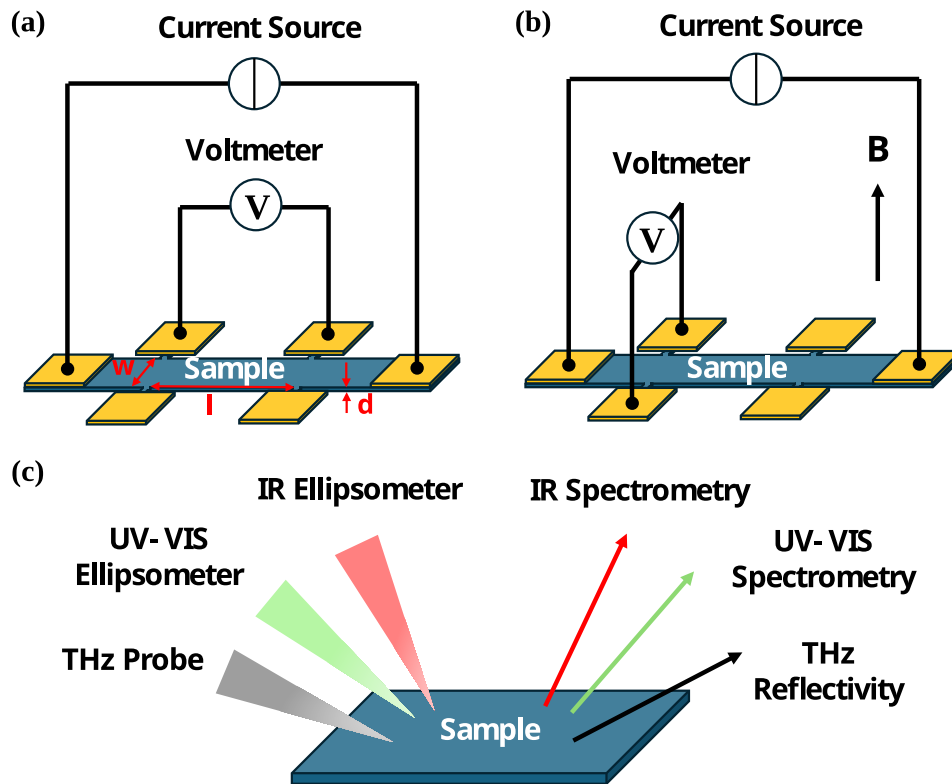 (a)
Current Source
Voltmeter
V
w
Sample
l
d
(b)
Current Source
Voltmeter
B
V
Sample
(c)
IR Ellipsometer
IR Spectrometry
UV- VIS
Ellipsometer
UV- VIS
Spectrometry
THz Probe
THz
Reflectivity
Sample